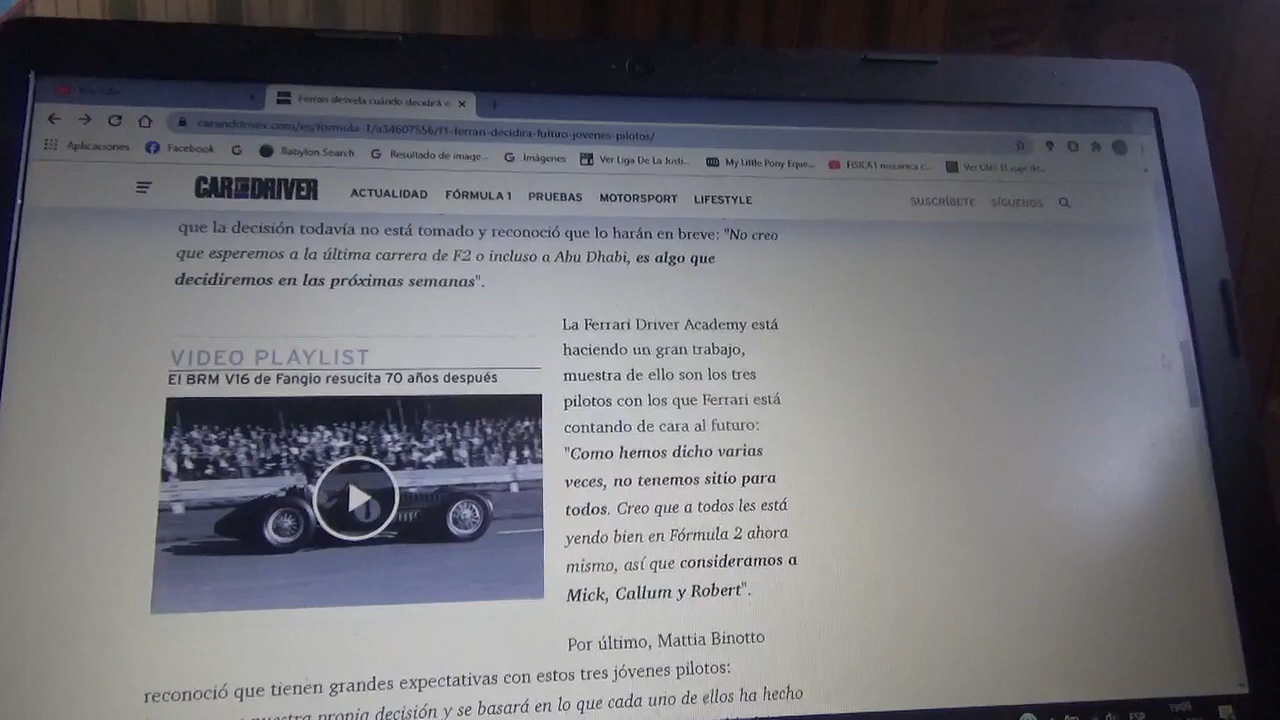 YouTube
Ferrari desvela cuándo decidirá
caranddriver.com/es/formula-1/a34607556/f1-ferrari-decidira-futuro-jovenes-pilotos/
Aplicaciones Facebook G Babylon Search Resultado de image... Imágenes Ver Liga De La Justi... My Little Pony Eque... FISICA1 mecanica c...
CAR AND DRIVER ACTUALIDAD FÓRMULA 1 PRUEBAS MOTORSPORT LIFESTYLE SUSCRÍBETE SÍGUENOS
que la decisión todavía no está tomado y reconoció que lo harán en breve: "No creo
que esperemos a la última carrera de F2 o incluso a Abu Dhabi, es algo que
decidiremos en las próximas semanas".
VIDEO PLAYLIST
El BRM V16 de Fangio resucita 70 años después
1
La Ferrari Driver Academy está
haciendo un gran trabajo,
muestra de ello son los tres
pilotos con los que Ferrari está
contando de cara al futuro:
"Como hemos dicho varias
veces, no tenemos sitio para
todos. Creo que a todos les está
yendo bien en Fórmula 2 ahora
mismo, así que consideramos a
Mick, Callum y Robert".
Por último, Mattia Binotto
reconoció que tienen grandes expectativas con estos tres jóvenes pilotos:
propia decisión y se basará en lo que cada uno de ellos ha hecho
ESP